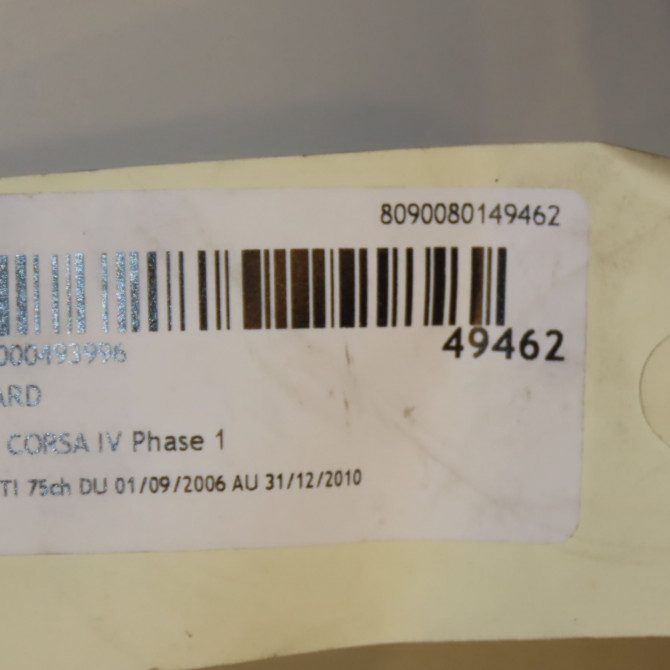 8090080149462
000493996
49462
ARD
CORSA IV Phase 1
TI 75ch DU 01/09/2006 AU 31/12/2010